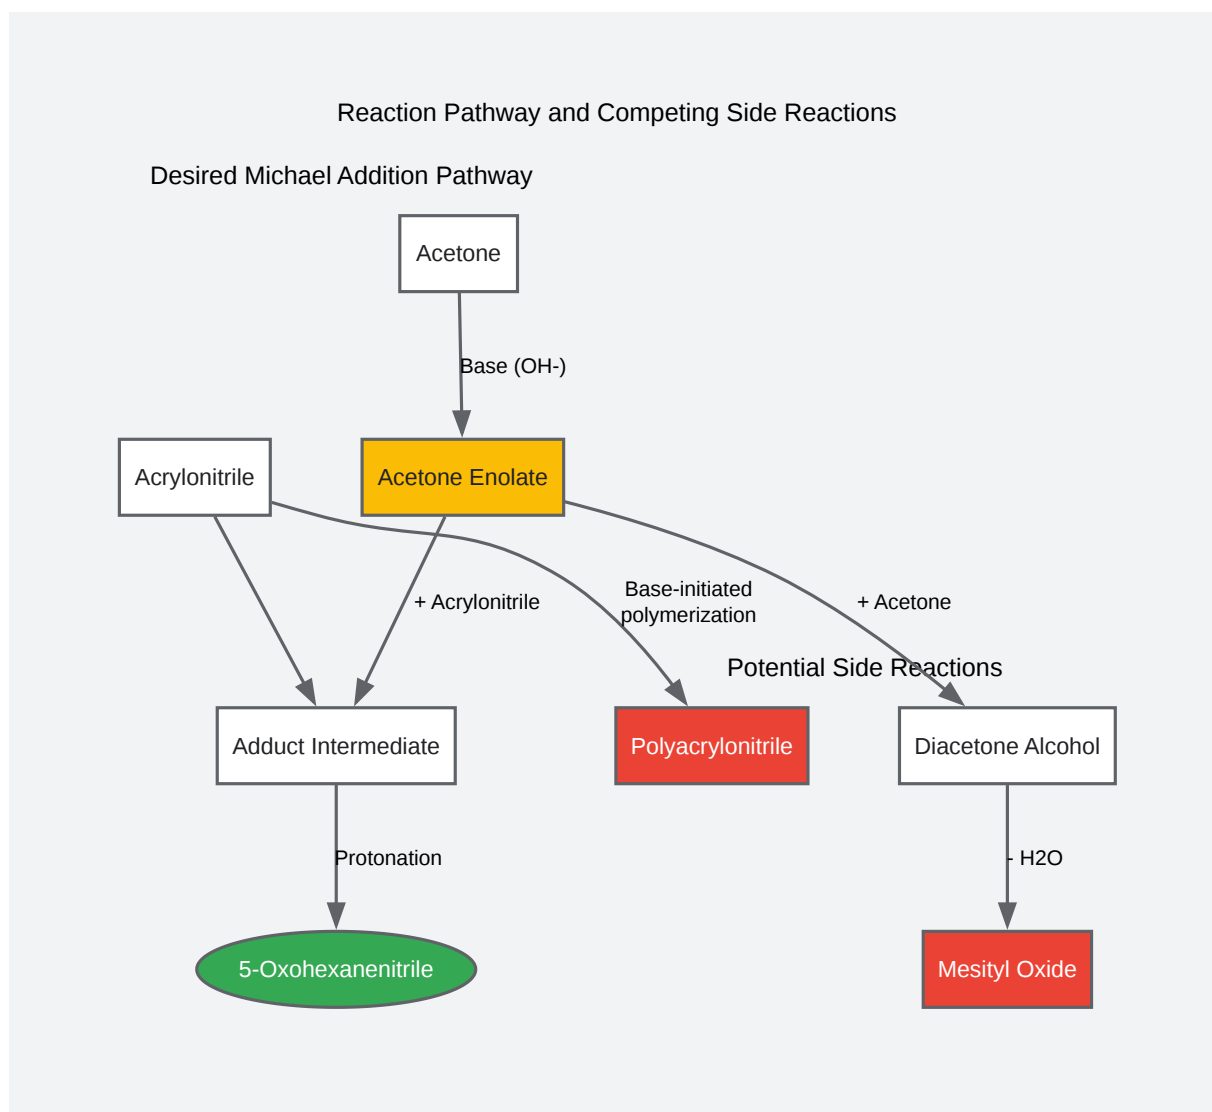 Reaction Pathway and Competing Side Reactions
Desired Michael Addition Pathway
Acetone
Base (OH-)
Acrylonitrile
Acetone Enolate
+ Acrylonitrile
Base-initiated
polymerization
+ Acetone
Potential Side Reactions
Adduct Intermediate
Polyacrylonitrile
Diacetone Alcohol
Protonation
- H2O
5-Oxohexanenitrile
Mesityl Oxide